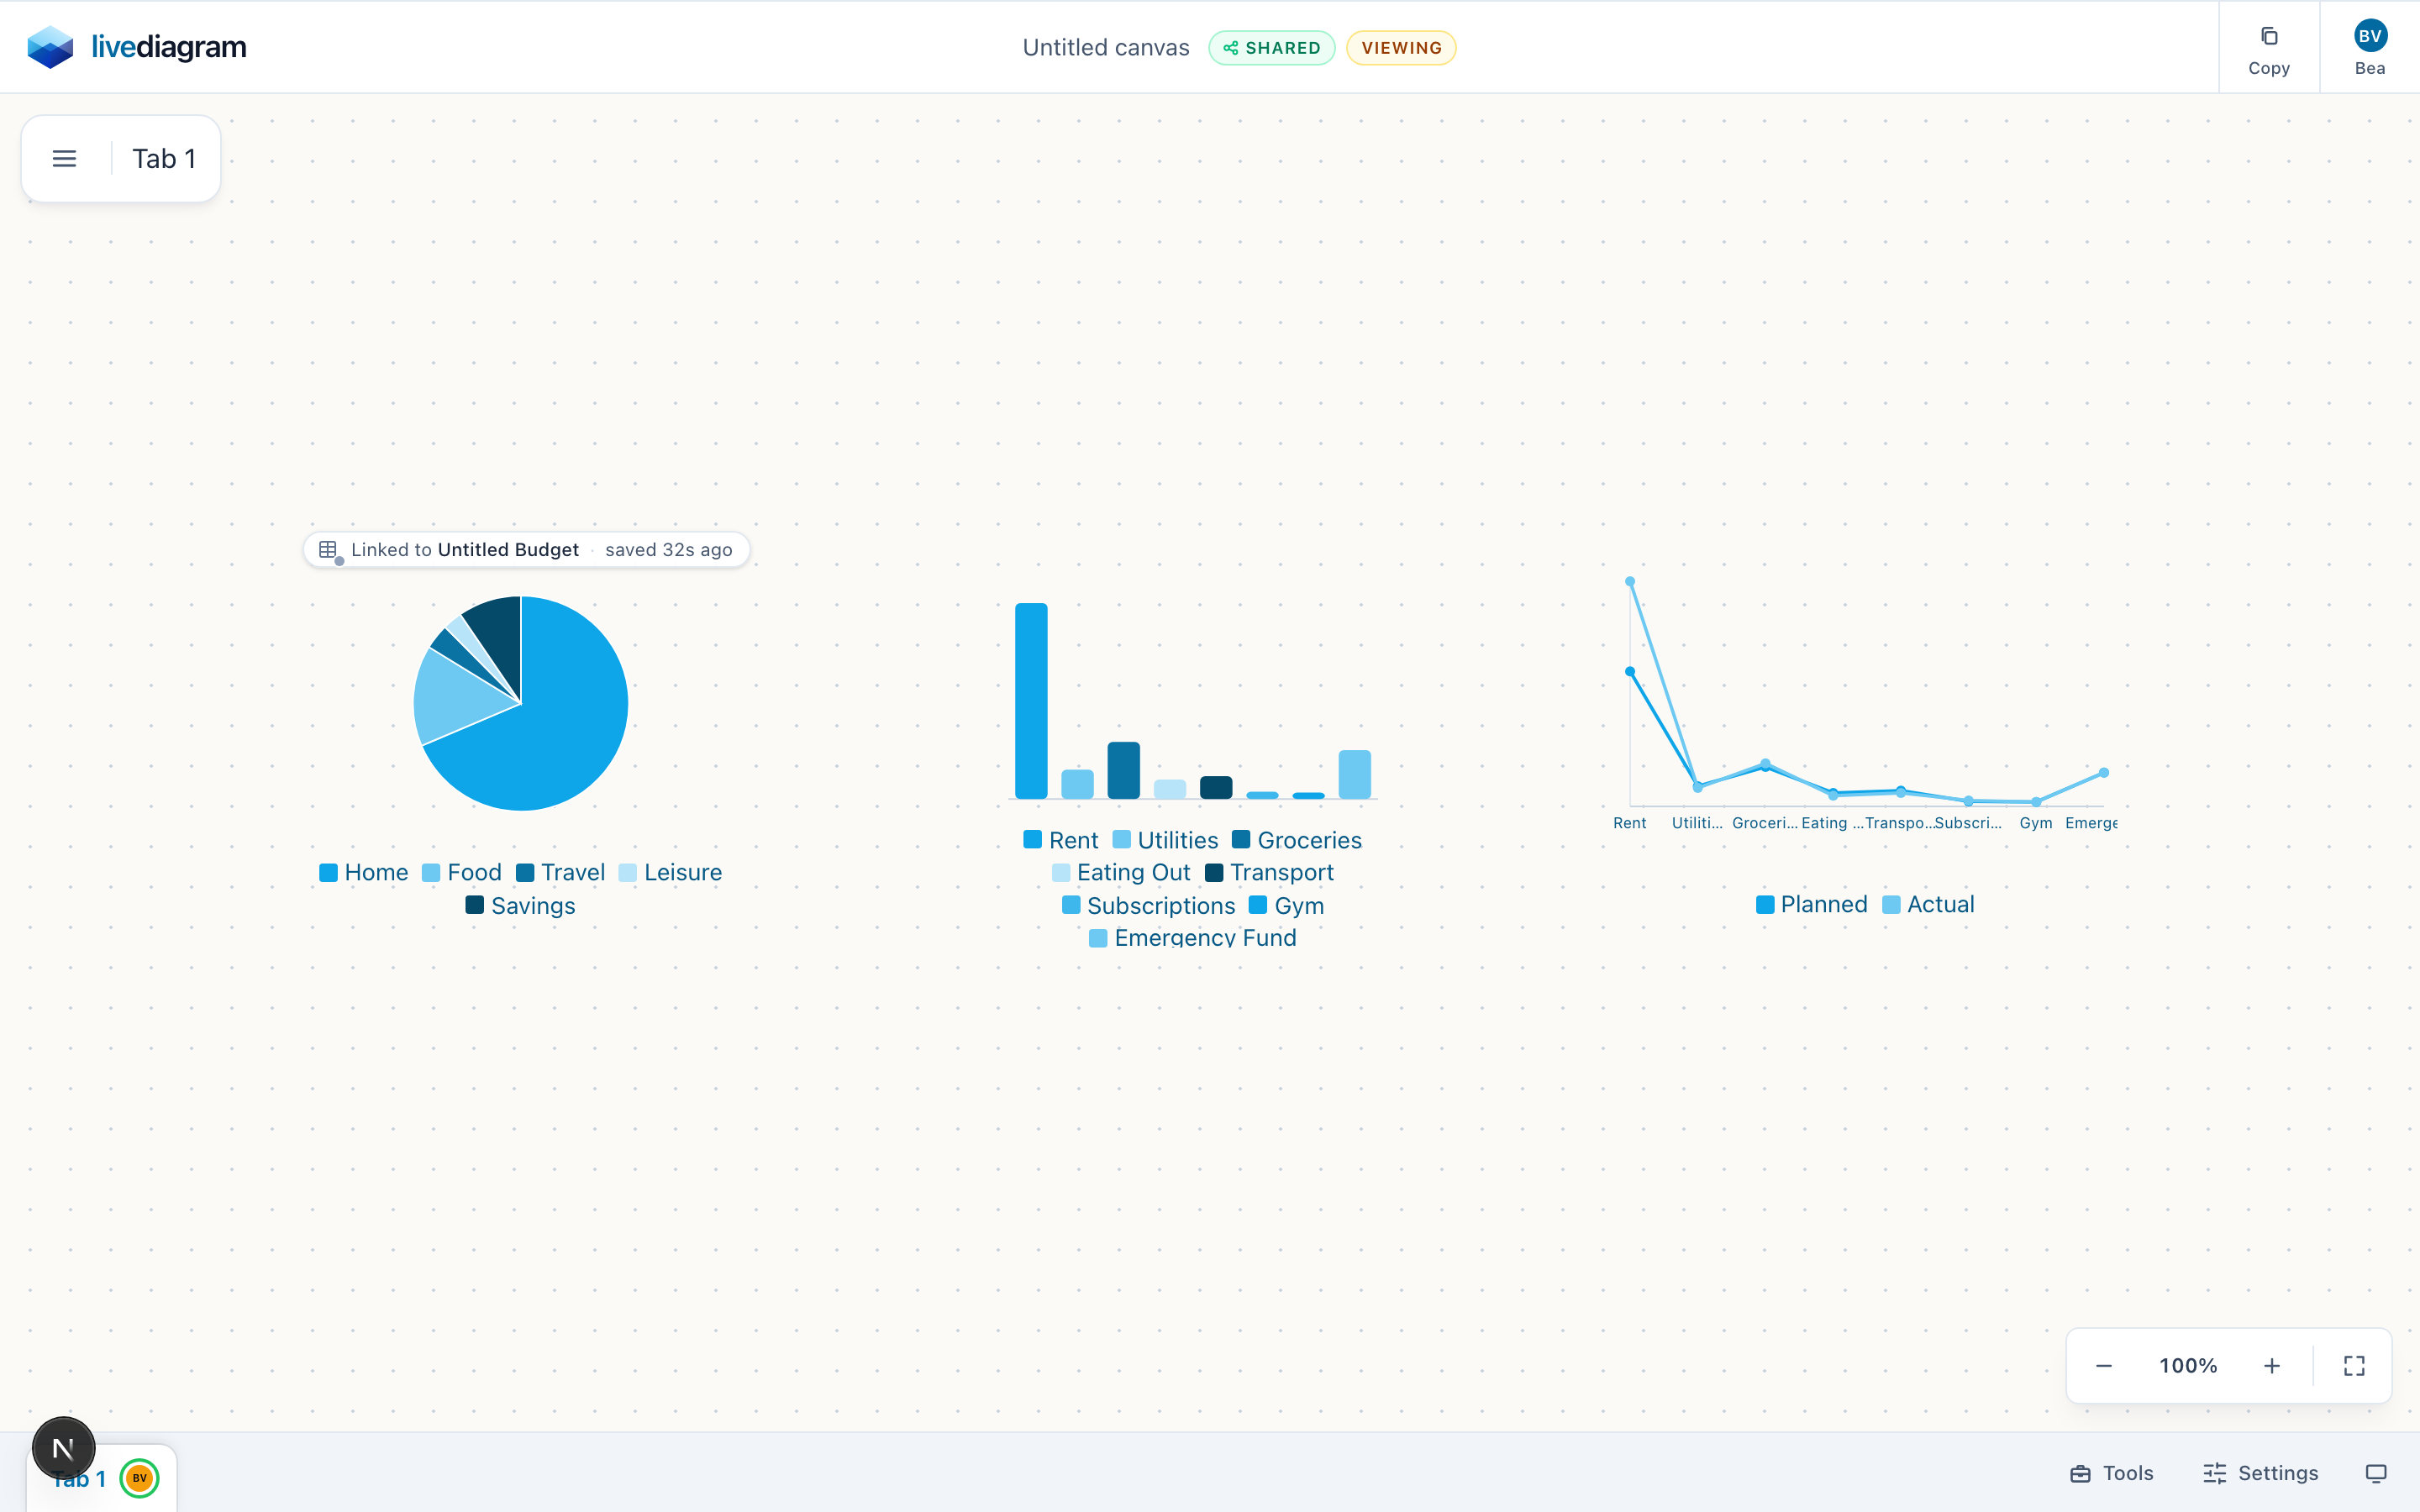 livediagram
Untitled canvas
SHARED
VIEWING
Copy
BV
Bea
Tab 1
Linked to Untitled Budget · saved 32s ago
Home Food Travel Leisure
Savings
Rent Utilities Groceries
Eating Out Transport
Subscriptions Gym
Emergency Fund
Rent Utiliti... Groceri... Eating ... Transpo... Subscri... Gym Emerge
Planned Actual
− 100% +
N
Tab 1 BV
Tools
Settings